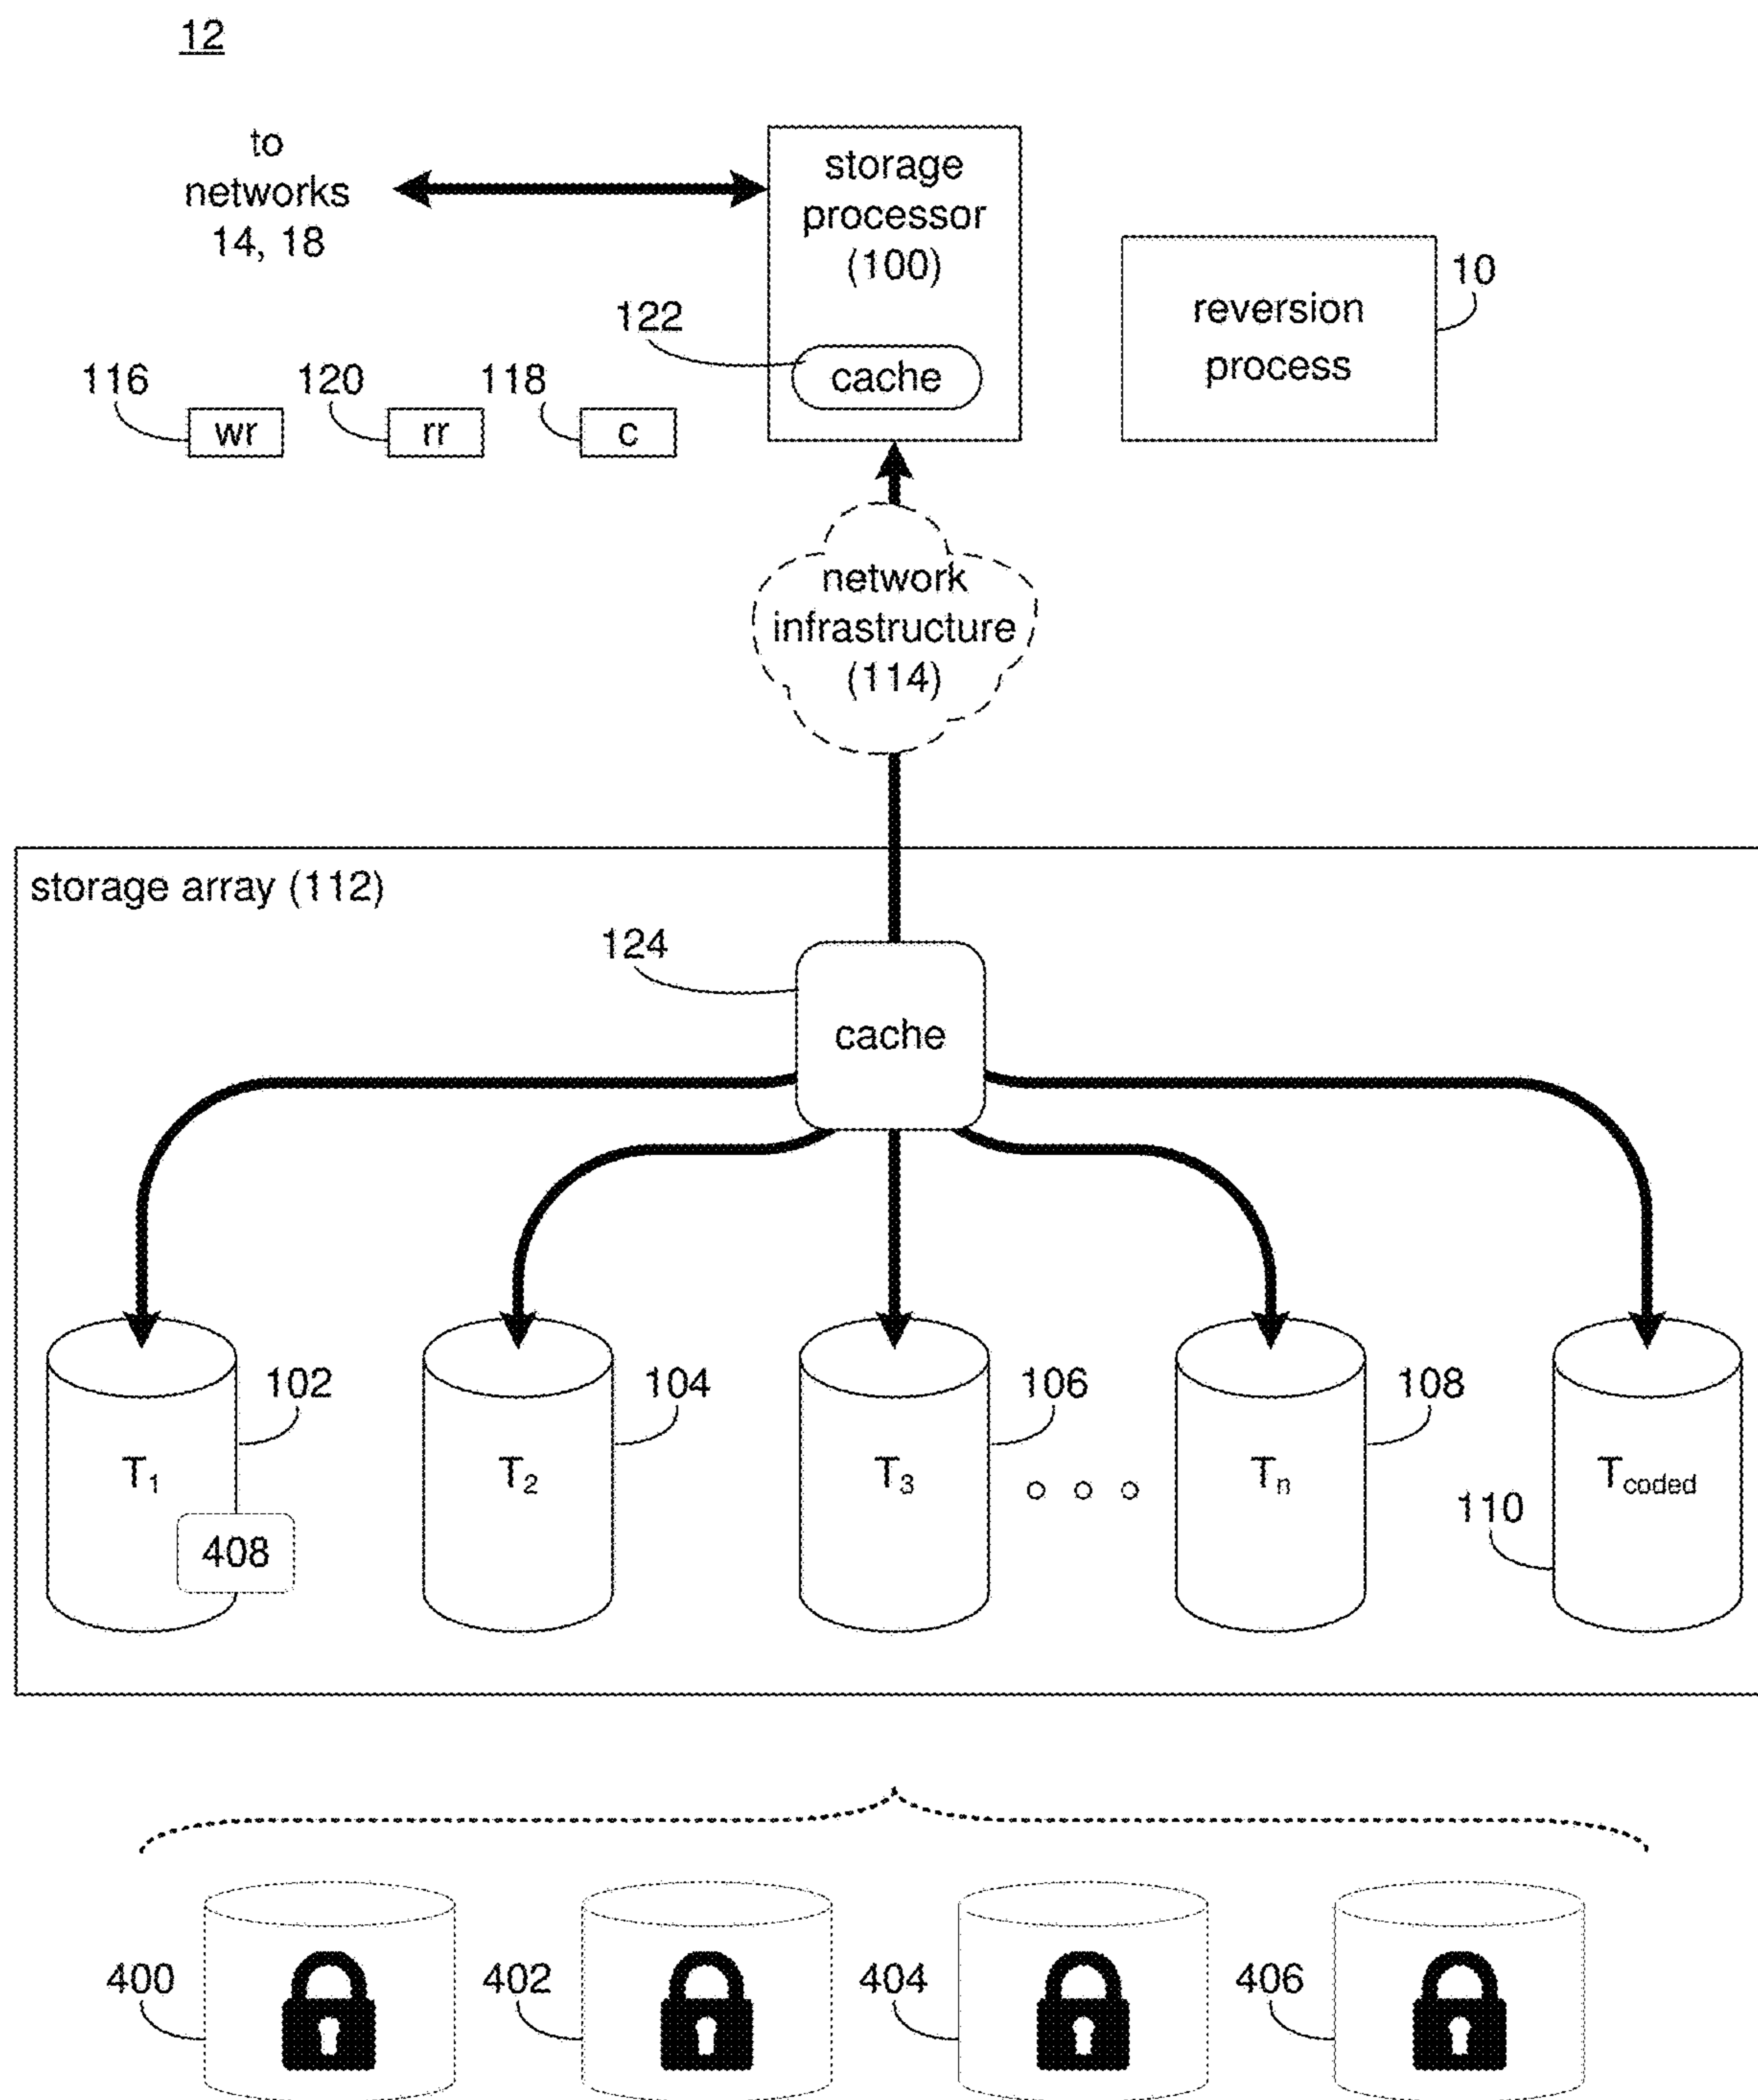 12
to
networks
14, 18
storage
processor
(100)
122
cache
reversion
process
10
116
wr
120
rr
118
c
network
infrastructure
(114)
storage array (112)
124
cache
T₁
102
408
T₂
104
T₃
106
Tₙ
108
T_coded
110
400
402
404
406